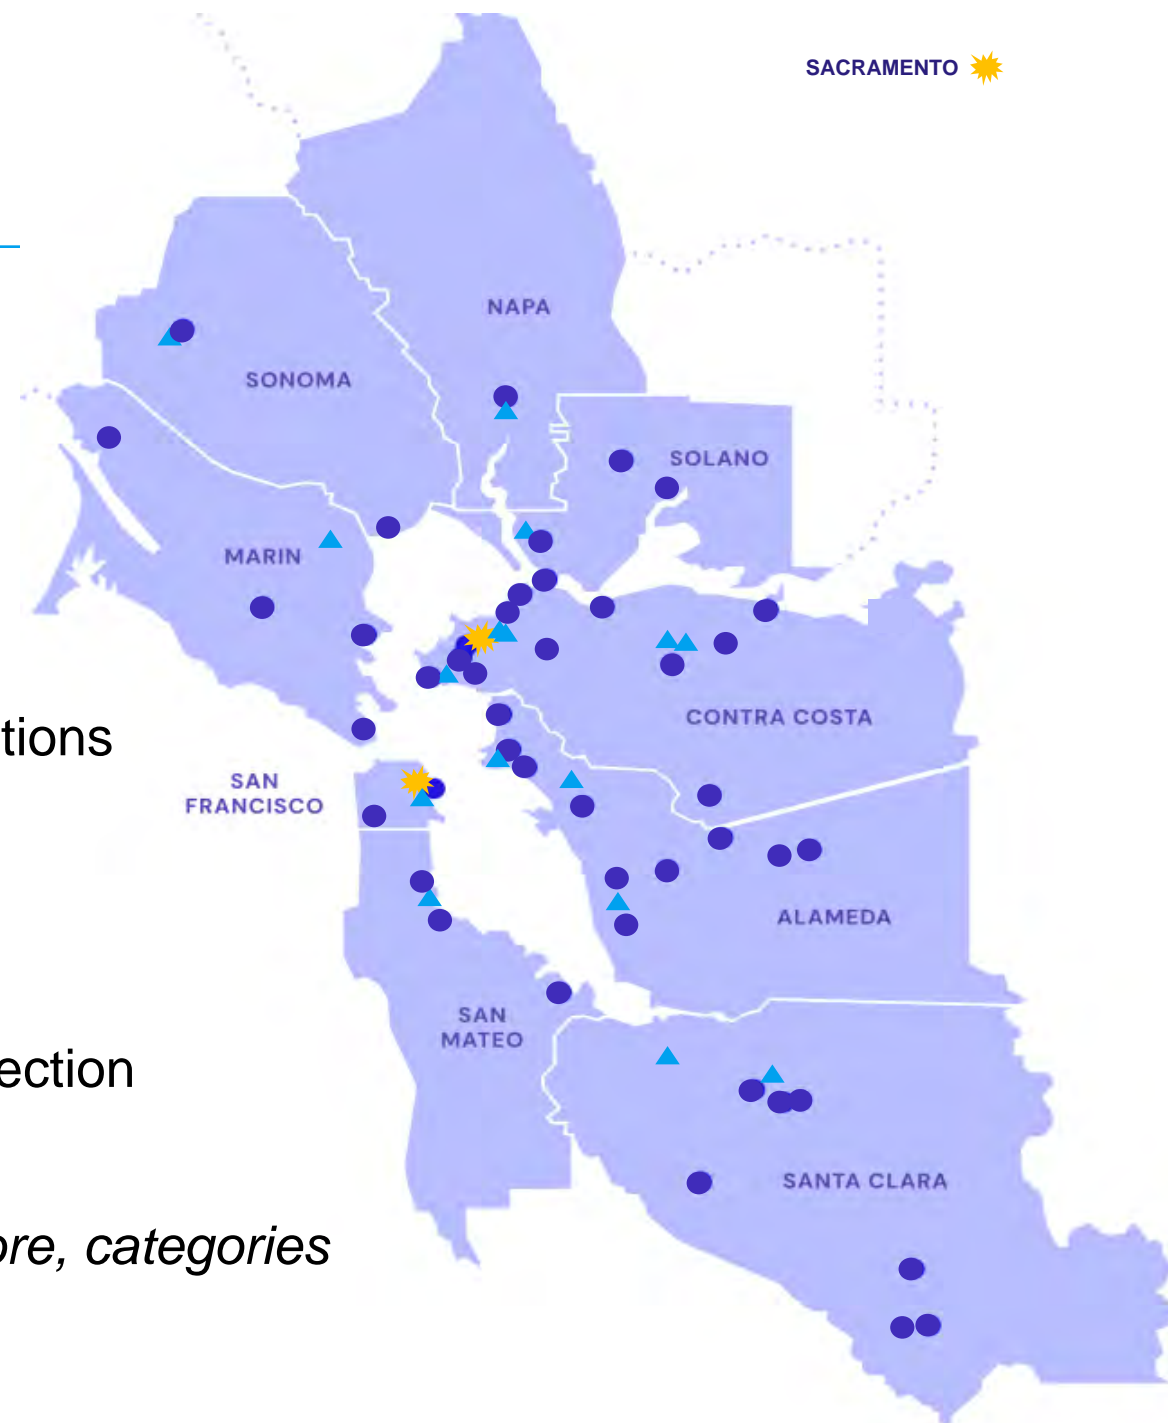 SACRAMENTO
NAPA
SONOMA
SOLANO
MARIN
CONTRA COSTA
tions
SAN
FRANCISCO
ALAMEDA
SAN
MATEO
ection
SANTA CLARA
ore, categories